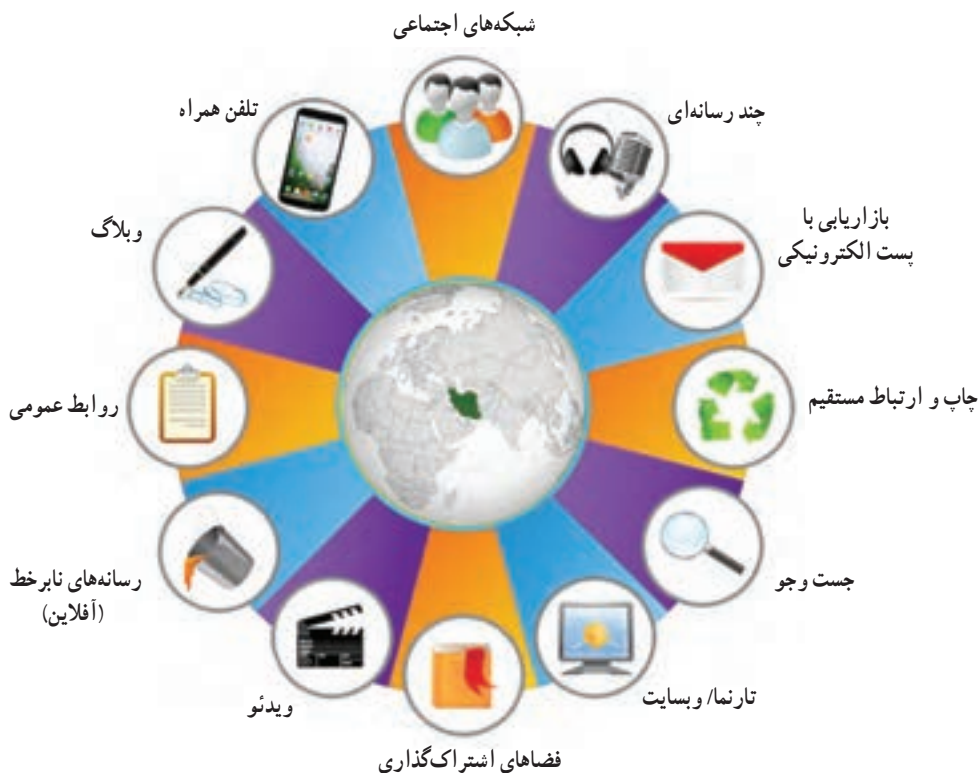 شبکه‌های اجتماعی
چند رسانه‌ای
بازاریابی با
پست الکترونیکی
چاپ و ارتباط مستقیم
جست وجو
تارنما/ وبسایت
فضاهای اشتراک‌گذاری
ویدئو
رسانه‌های نابرخط
(آفلاین)
روابط عمومی
وبلاگ
تلفن همراه